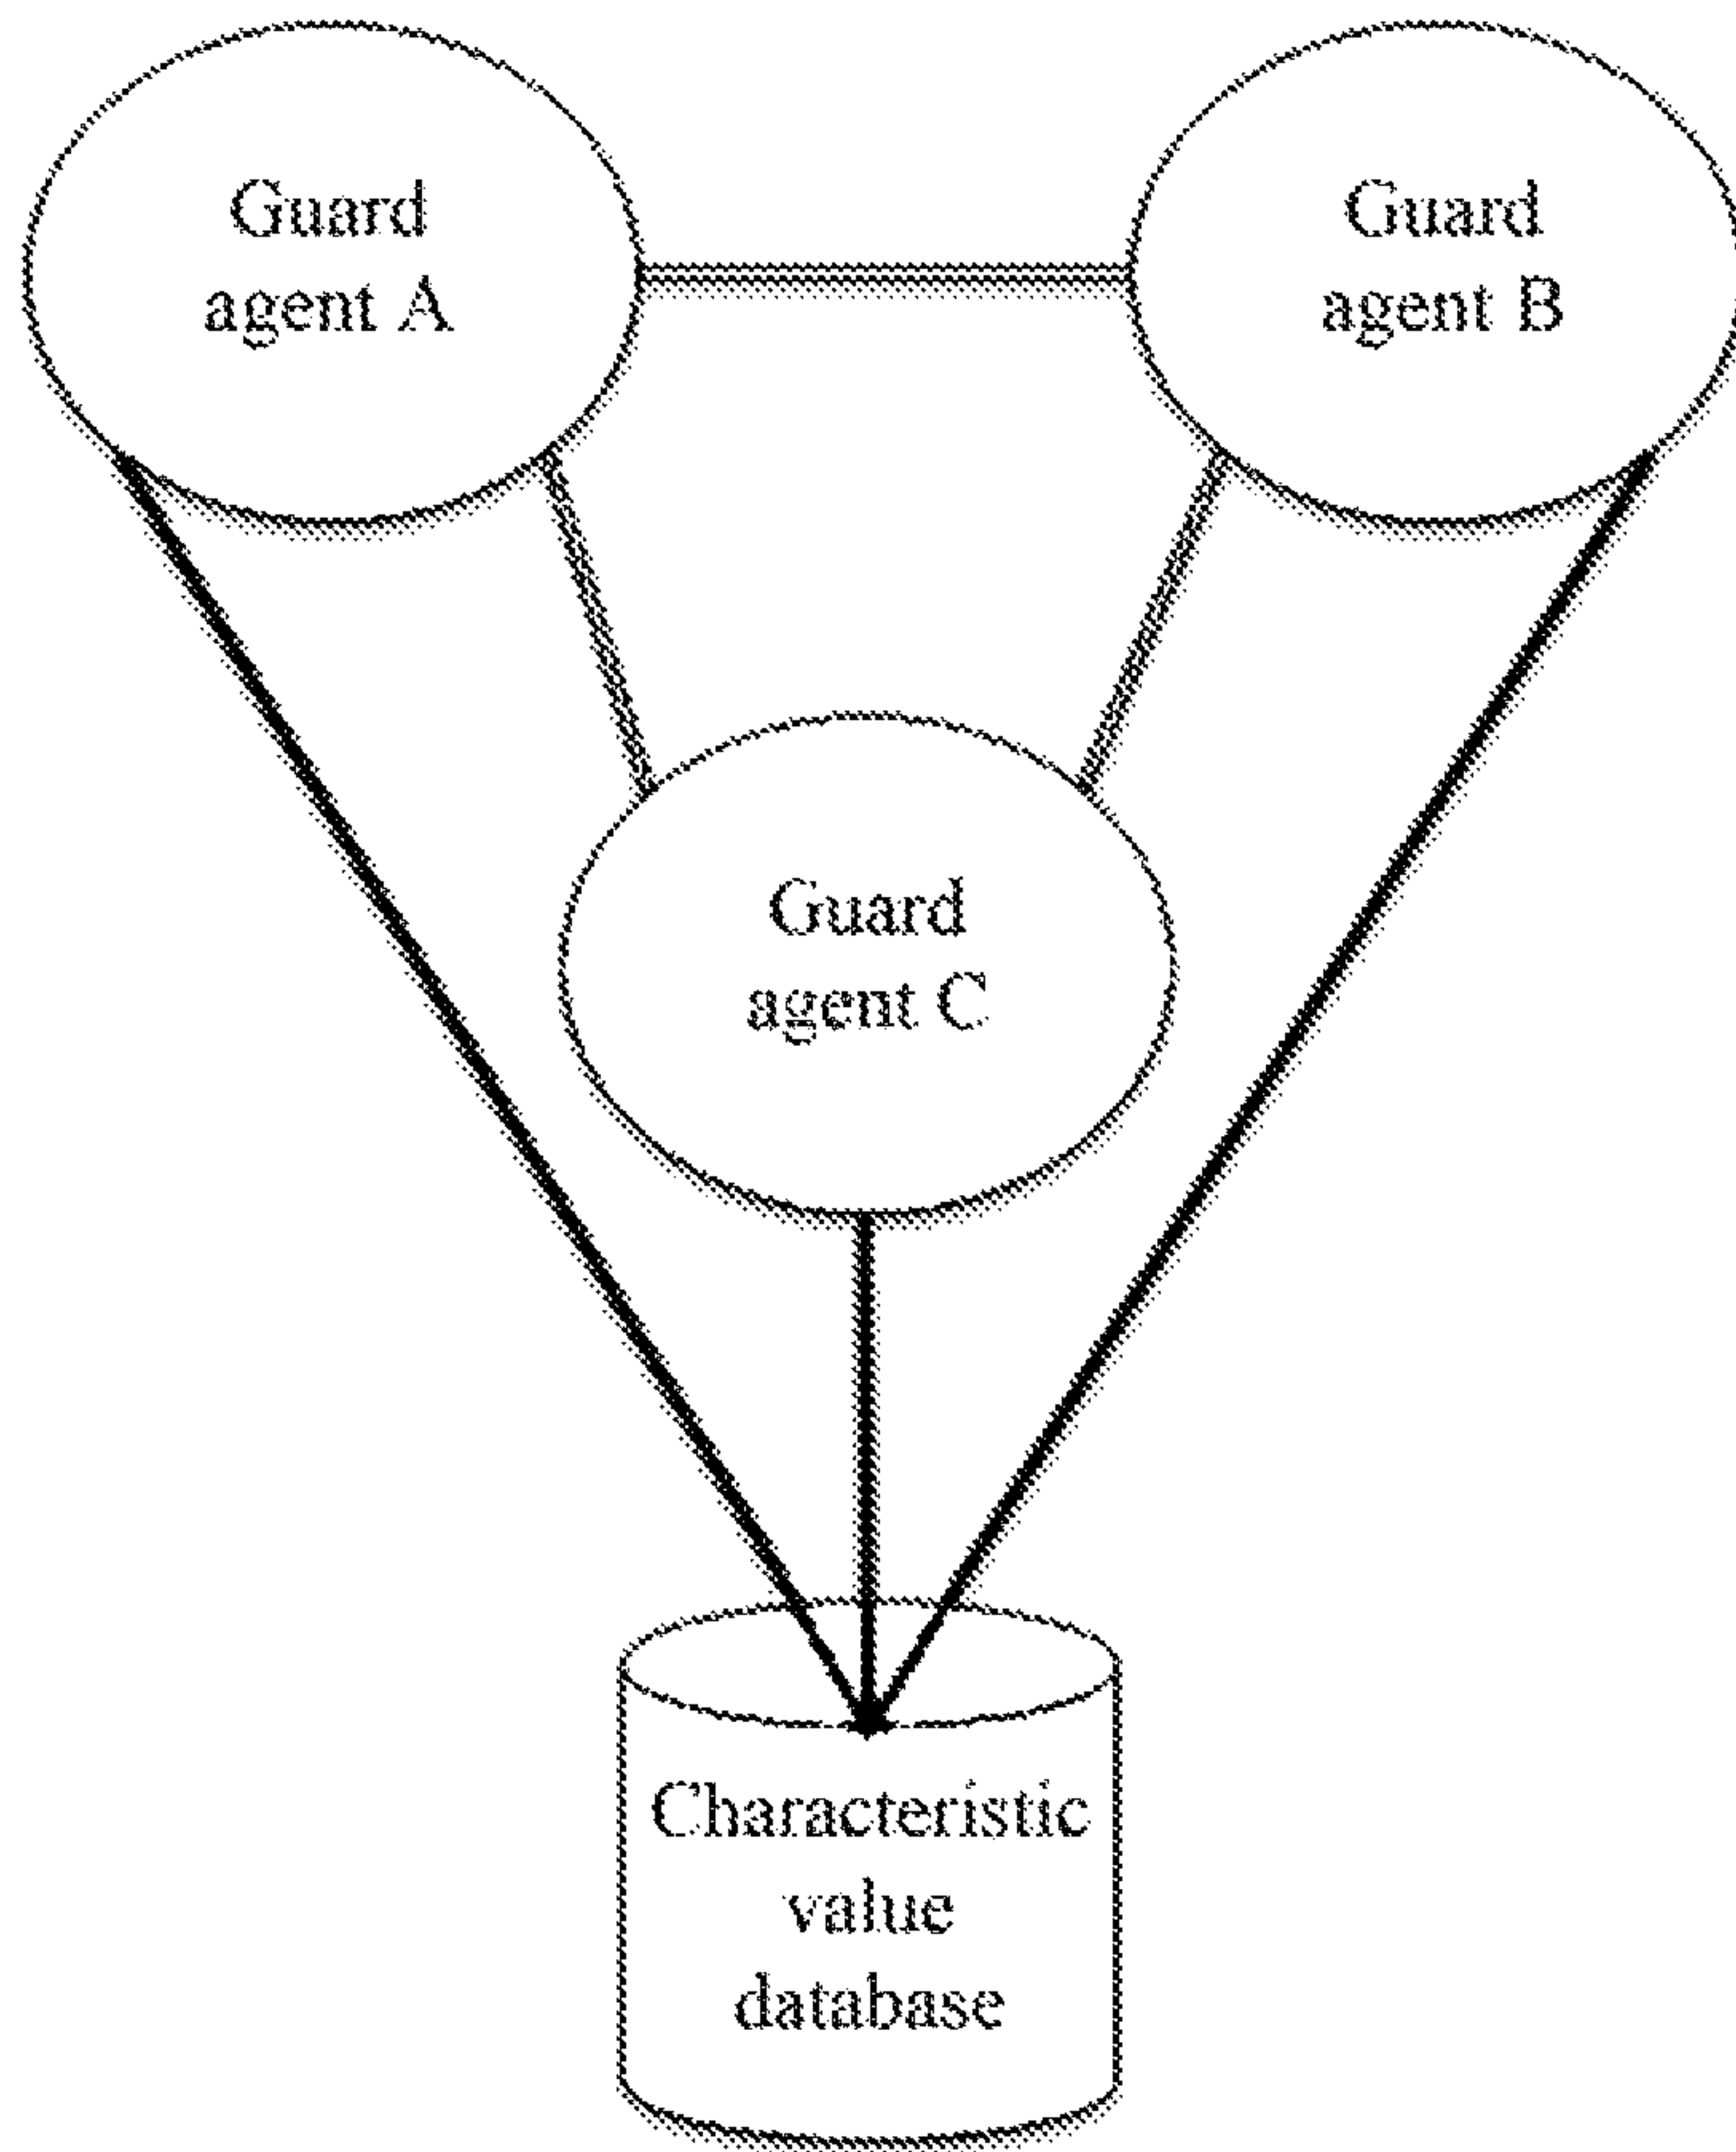 Guard
agent A
Guard
agent B
Guard
agent C
Characteristic
value
database